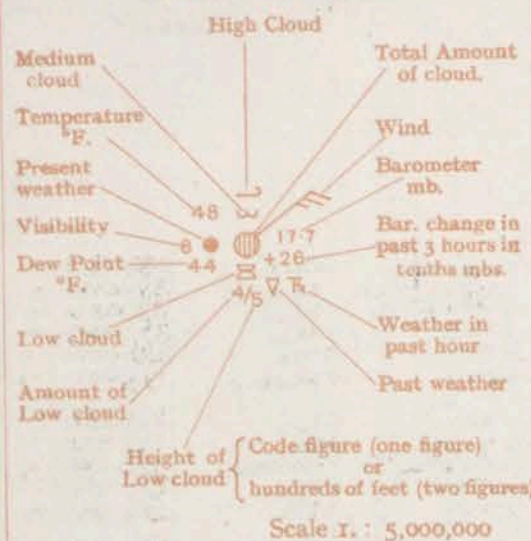 High Cloud
Medium
cloud
Total Amount
of cloud.
Temperature
°F.
Wind
Present
weather
Barometer
mb.
48
Visibility
6
17·7
Bar. change in
past 3 hours in
tenths mbs.
Dew Point
°F.
44
+26
4/5
Low cloud
Weather in
past hour
Amount of
Low cloud
Past weather
Height of
Low cloud
Code figure (one figure)
or
hundreds of feet (two figures)
Scale 1. : 5,000,000